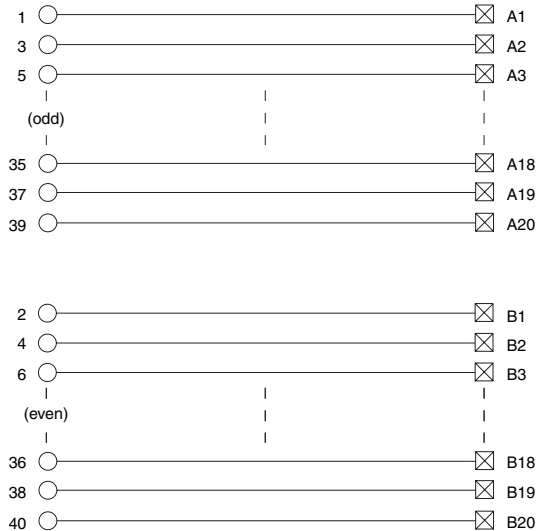 1 A1
3 A2
5 A3
(odd)
35 A18
37 A19
39 A20
2 B1
4 B2
6 B3
(even)
36 B18
38 B19
40 B20